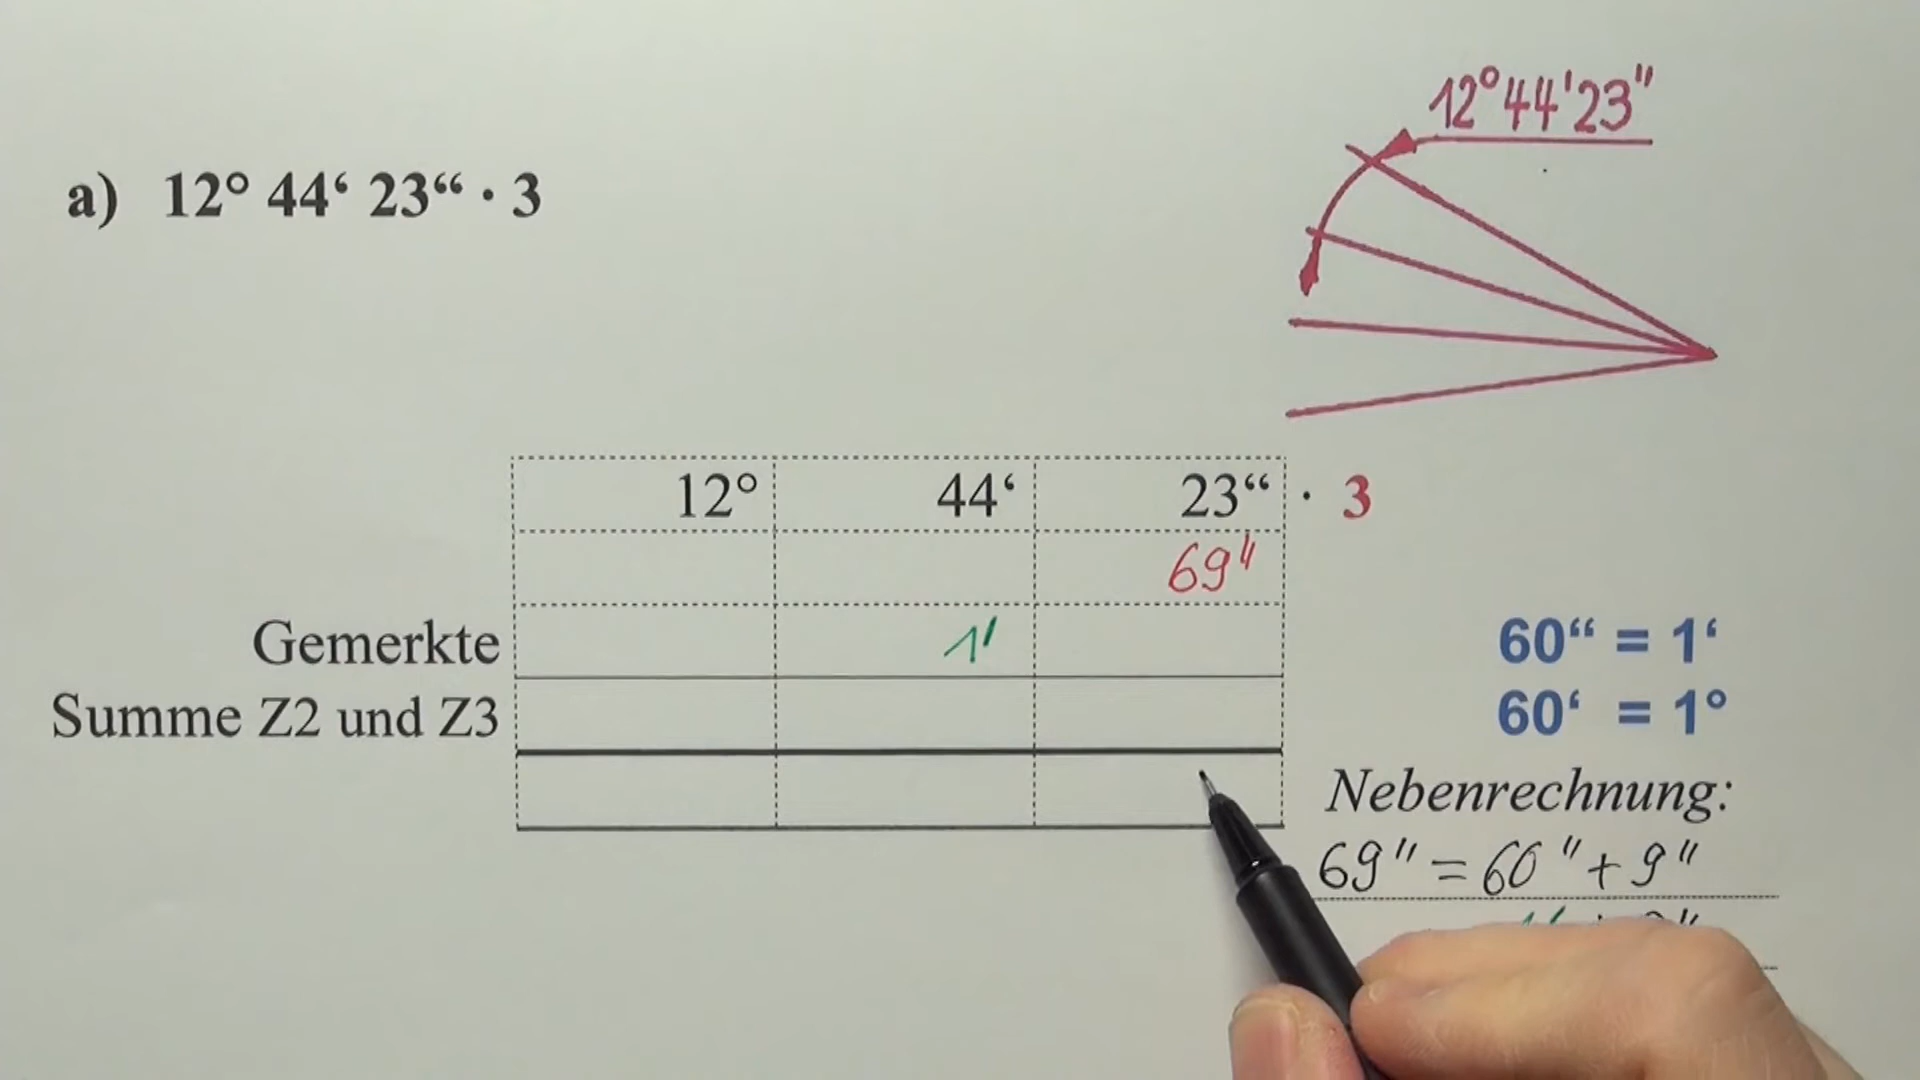 12°44'23"
a) 12° 44‘ 23“ · 3
12° 44‘ 23“ · 3
69"
Gemerkte 1'
60“ = 1‘
Summe Z2 und Z3
60‘ = 1°
Nebenrechnung:
69" = 60" + 9"